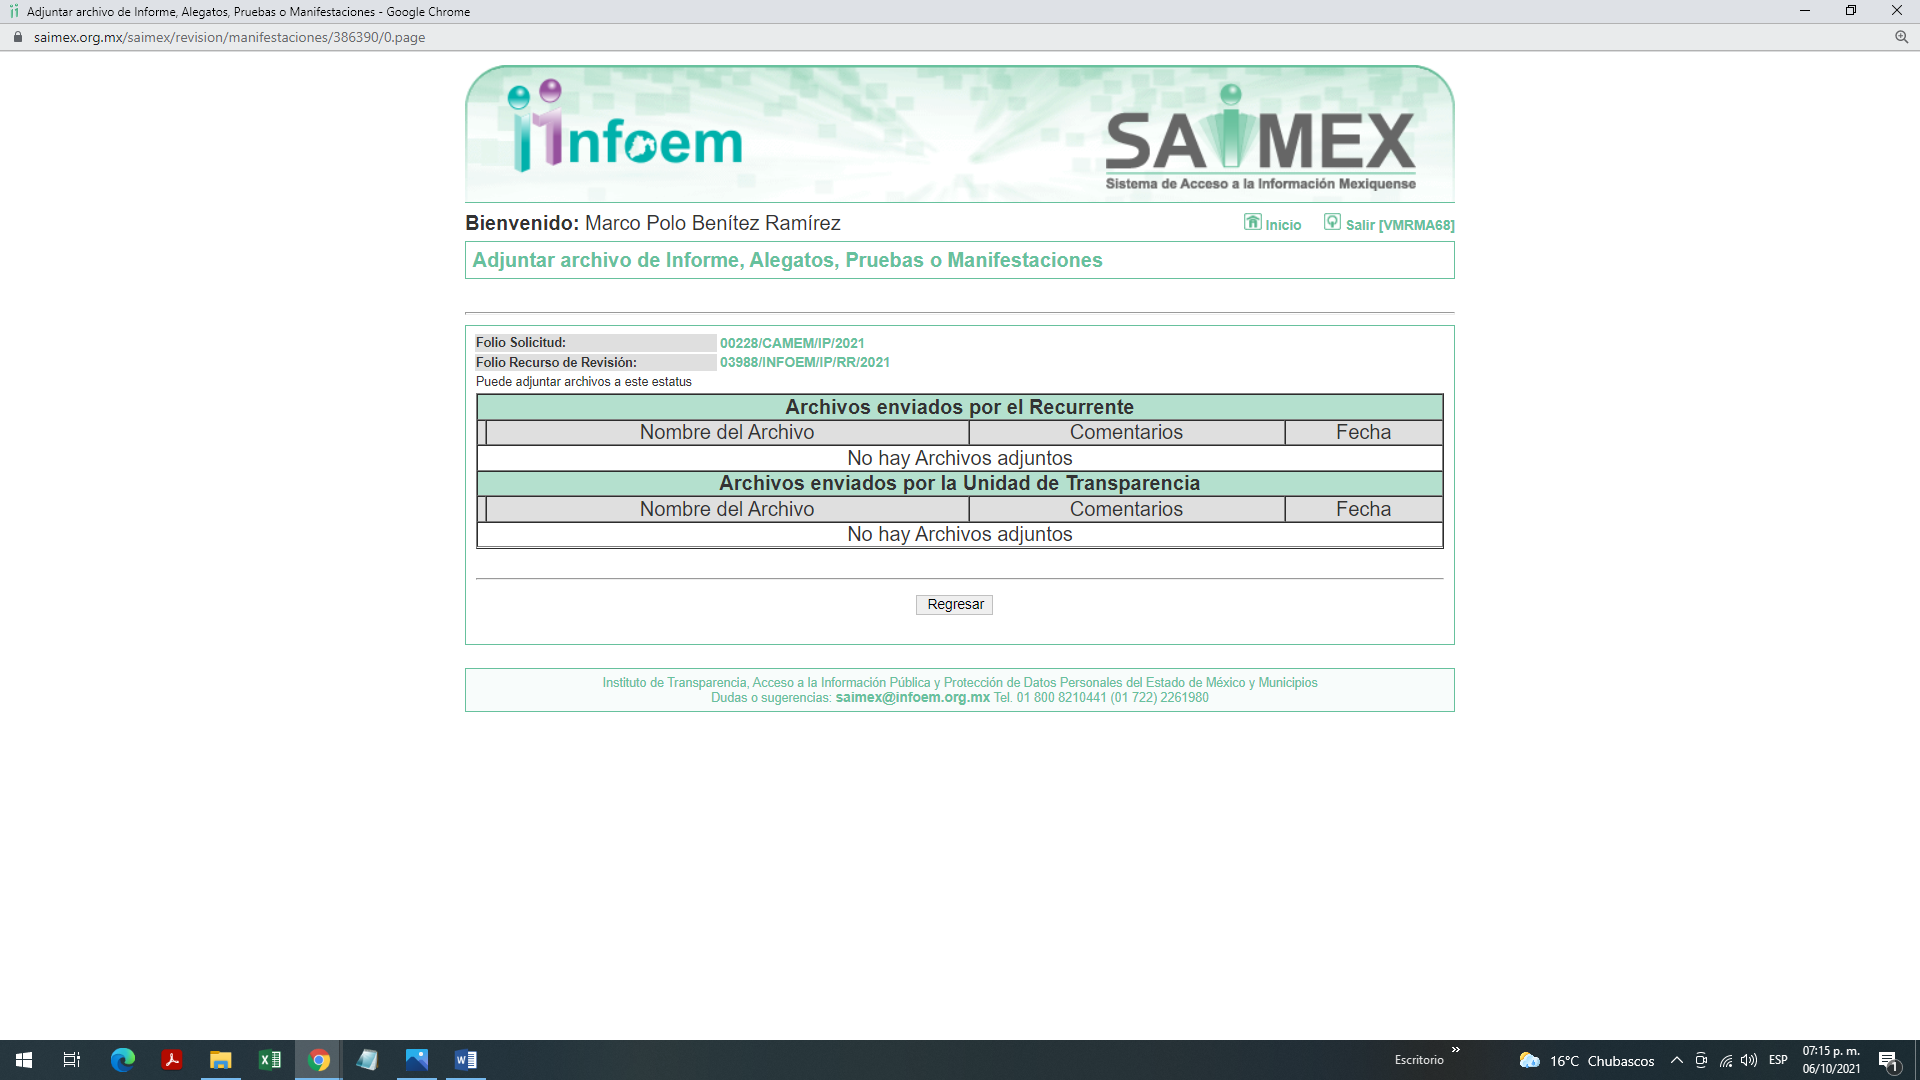 Adjuntar archivo de Informe, Alegatos, Pruebas o Manifestaciones - Google Chrome
saimex.org.mx/saimex/revision/manifestaciones/386390/0.page
infoem
SAIMEX
Sistema de Acceso a la Información Mexiquense
Bienvenido: Marco Polo Benítez Ramírez
Inicio
Salir [VMRMA68]
Adjuntar archivo de Informe, Alegatos, Pruebas o Manifestaciones
Folio Solicitud: 00228/CAMEM/IP/2021
Folio Recurso de Revisión: 03988/INFOEM/IP/RR/2021
Puede adjuntar archivos a este estatus
Archivos enviados por el Recurrente
Nombre del Archivo Comentarios Fecha
No hay Archivos adjuntos
Archivos enviados por la Unidad de Transparencia
Nombre del Archivo Comentarios Fecha
No hay Archivos adjuntos
Regresar
Instituto de Transparencia, Acceso a la Información Pública y Protección de Datos Personales del Estado de México y Municipios
Dudas o sugerencias: saimex@infoem.org.mx Tel. 01 800 8210441 (01 722) 2261980
Escritorio »
16°C Chubascos
ESP
07:15 p. m.
06/10/2021
1